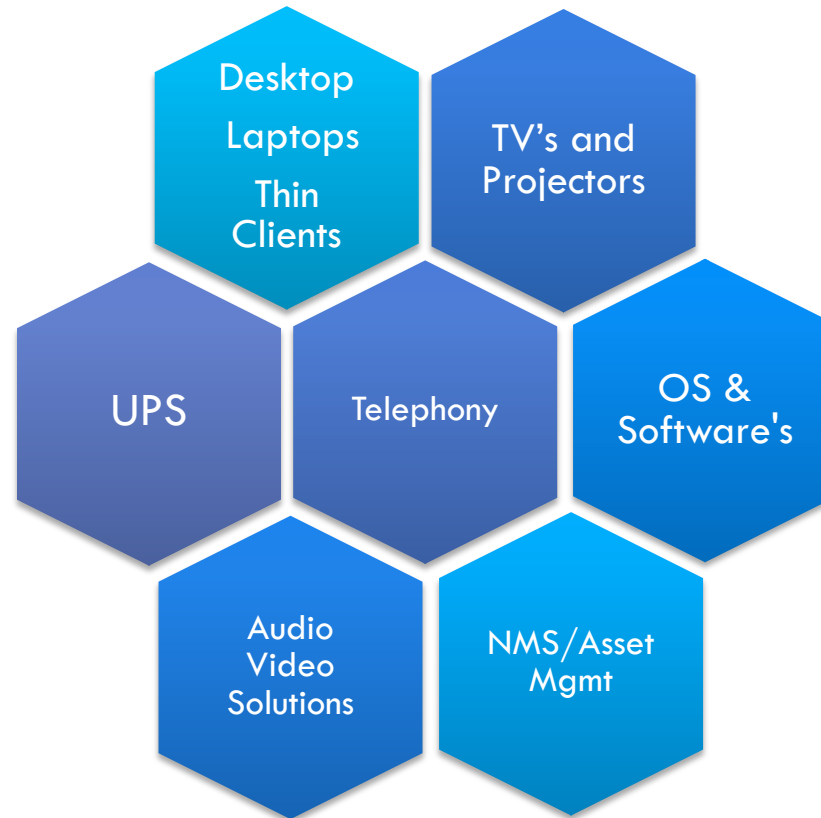 Desktop
Laptops
Thin
Clients
TV’s and
Projectors
UPS
Telephony
OS &
Software's
Audio
Video
Solutions
NMS/Asset
Mgmt